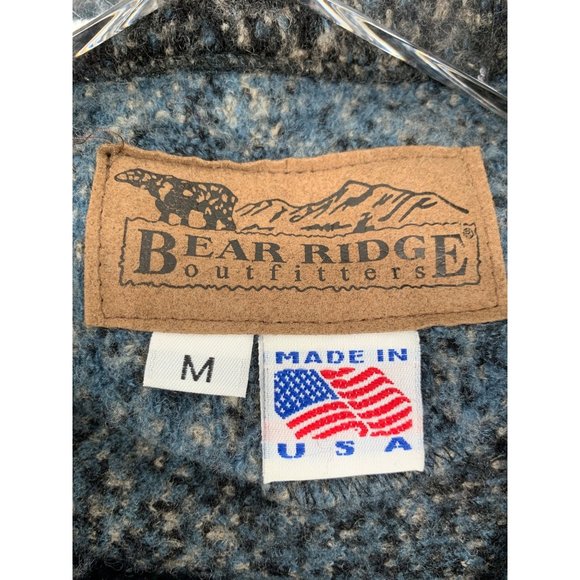 BEAR RIDGE®
outfitters
M
MADE IN
USA